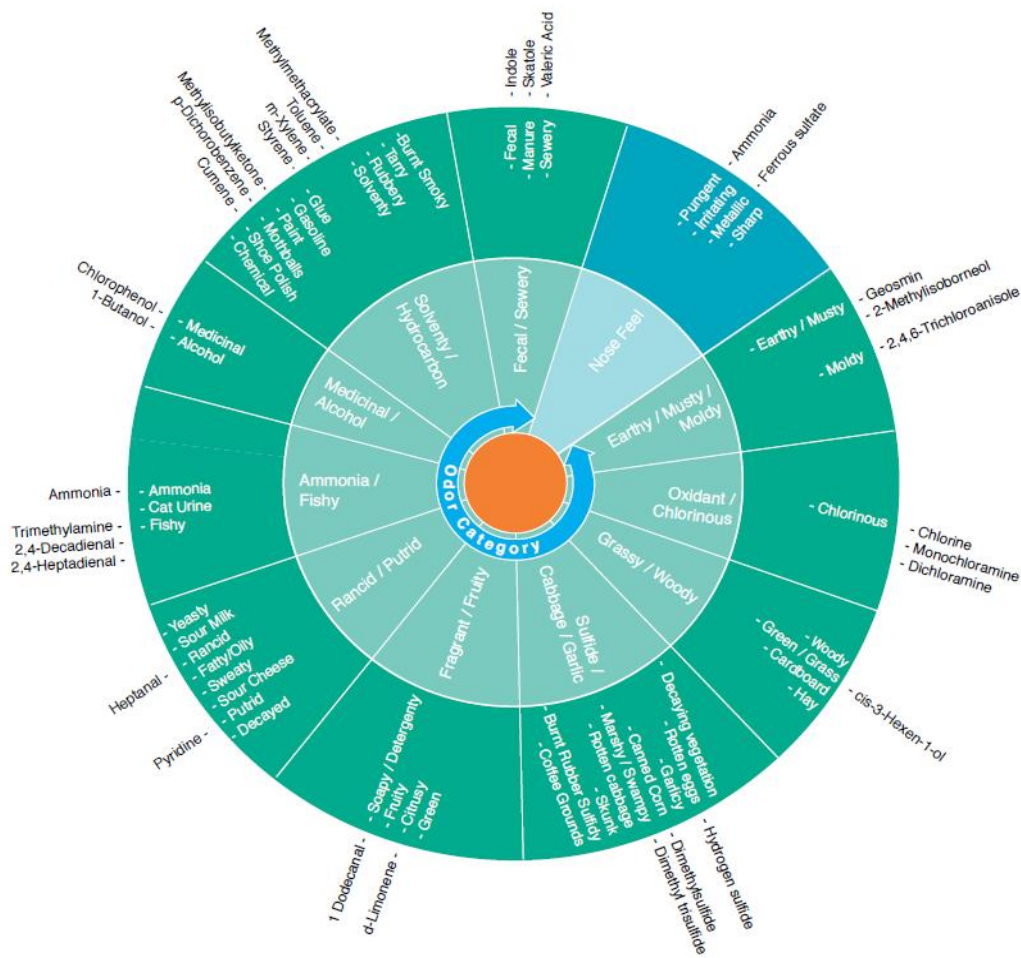 Odor Category
Nose Feel
- Pungent
- Irritating
- Metallic
- Sharp
- Ammonia
- Ferrous sulfate
Earthy / Musty /
Moldy
- Earthy / Musty
- Moldy
- Geosmin
- 2-Methylisoborneol
- 2,4,6-Trichloroanisole
Oxidant /
Chlorinous
- Chlorinous
- Chlorine
- Monochloramine
- Dichloramine
Grassy / Woody
- Woody
- Green / Grass
- Cardboard
- Hay
- cis-3-Hexen-1-ol
Sulfide /
Cabbage / Garlic
- Decaying vegetation
- Rotten eggs
- Garlicy
- Canned Corn
- Marshy / Swampy
- Rotten cabbage
- Skunk
- Burnt Rubber Sulfidy
- Coffee Grounds
- Hydrogen sulfide
- Dimethylsulfide
- Dimethyl trisulfide
Fragrant / Fruity
- Soapy / Detergenty
- Fruity
- Citrusy
- Green
1 Dodecanal -
d-Limonene -
Rancid / Putrid
- Yeasty
- Sour Milk
- Rancid
- Fatty/Oily
- Sweaty
- Sour Cheese
- Putrid
- Decayed
Heptanal -
Pyridine -
Ammonia /
Fishy
- Ammonia
- Cat Urine
- Fishy
Ammonia -
Trimethylamine -
2,4-Decadienal -
2,4-Heptadienal -
Medicinal /
Alcohol
- Medicinal
- Alcohol
Chlorophenol -
1-Butanol -
Solventy /
Hydrocarbon
-Burnt Smoky
- Tarry
- Rubbery
- Solventy
- Glue
- Gasoline
- Paint
- Mothballs
- Shoe Polish
- Chemical
Methylmethacrylate -
Toluene -
m-Xylene -
Styrene -
Methylisobutylketone -
p-Dichorobenzene -
Cumene -
Fecal / Sewery
- Fecal
- Manure
- Sewery
- Indole
- Skatole
- Valeric Acid